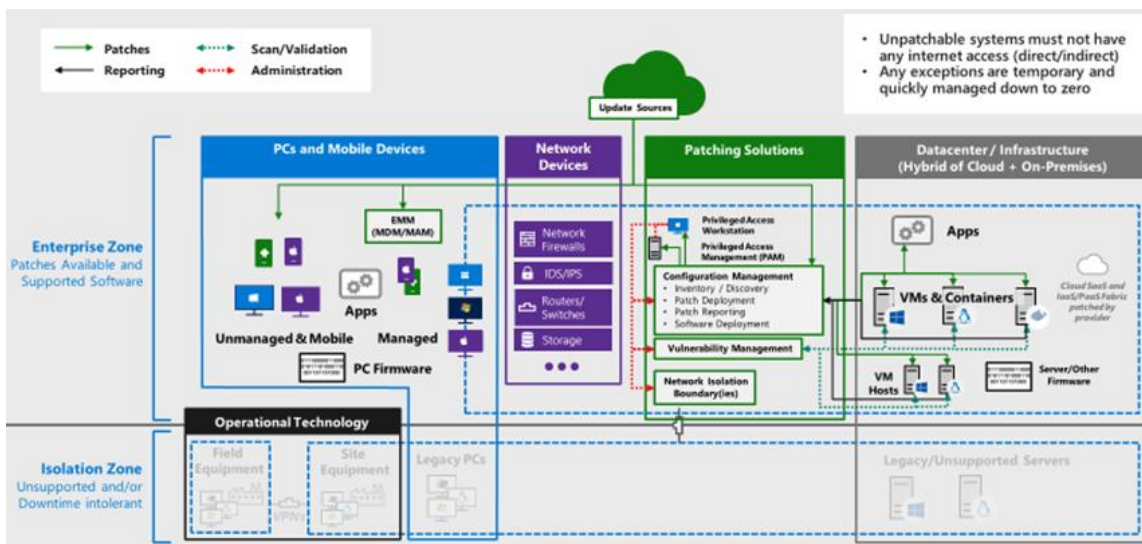 Patches
Scan/Validation
Reporting
Administration
• Unpatchable systems must not have
any internet access (direct/indirect)
• Any exceptions are temporary and
quickly managed down to zero
Update Sources
PCs and Mobile Devices
Network
Devices
Patching Solutions
Datacenter / Infrastructure
(Hybrid of Cloud + On-Premises)
Enterprise Zone
Patches Available and
Supported Software
EMM
(MDM/MAM)
Apps
Unmanaged & Mobile
Managed
PC Firmware
Network
Firewalls
IDS/IPS
Routers/
Switches
Storage
Privileged Access
Workstation
Privileged Access
Management (PAM)
Configuration Management
• Inventory / Discovery
• Patch Deployment
• Patch Reporting
• Software Deployment
Vulnerability Management
Network Isolation
Boundary(ies)
Apps
VMs & Containers
Cloud SaaS and
IaaS/PaaS Fabric
patched by
provider
VM
Hosts
Server/Other
Firmware
Operational Technology
Isolation Zone
Unsupported and/or
Downtime intolerant
Field
Equipment
VPNs
Site
Equipment
Legacy PCs
Legacy/Unsupported Servers